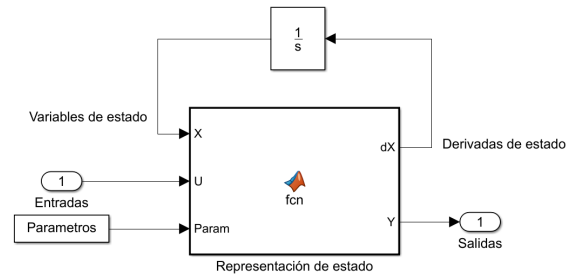 1
s
Variables de estado
X
dX
Derivadas de estado
1
U
Entradas
fcn
Parametros
Param
Y
1
Salidas
Representación de estado